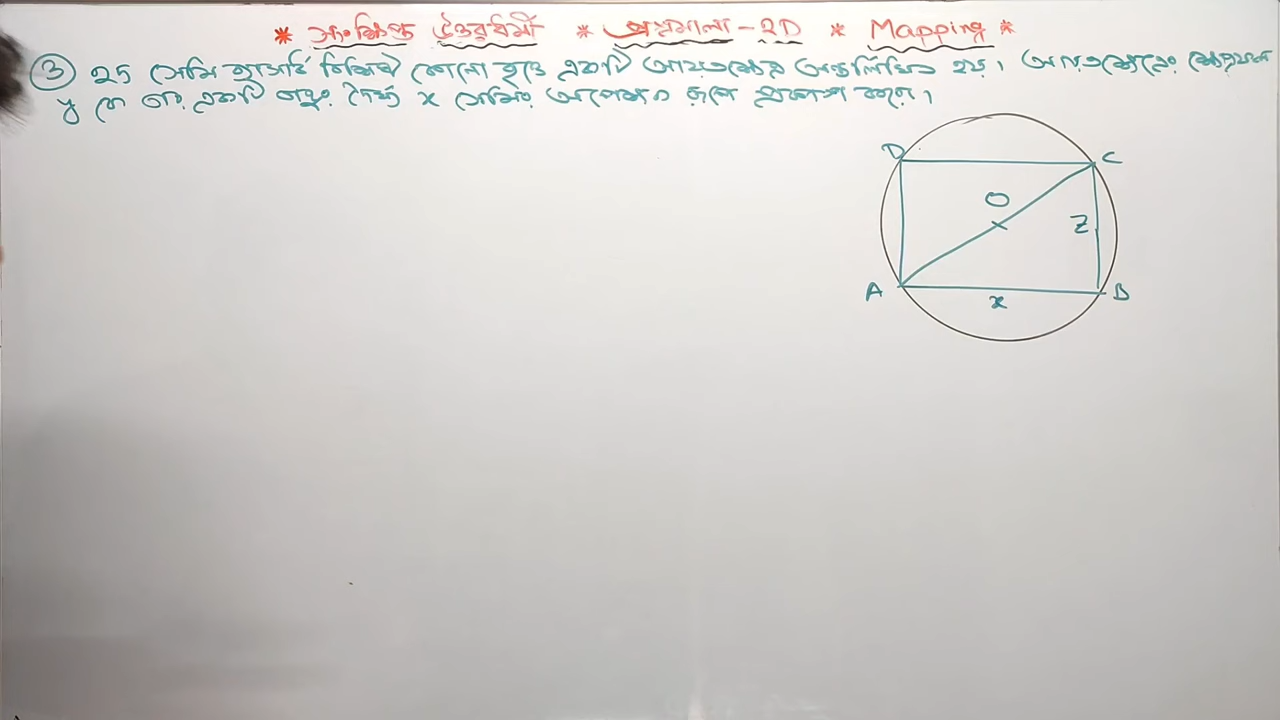 * সংক্ষিপ্ত উত্তরধর্মী * প্রশ্নমালা - 2D * Mapping *
③ 25 সেমি ব্যাসার্ধ বিশিষ্ট কোনো বৃত্তে একটি আয়তক্ষেত্র অন্তর্লিখিত হয়। আয়তক্ষেত্রের ক্ষেত্রফল
y কে তার একটি বাহুর দৈর্ঘ্য x সেমির অপেক্ষক রূপে প্রকাশ করো।
D C
O
Z
A B
x